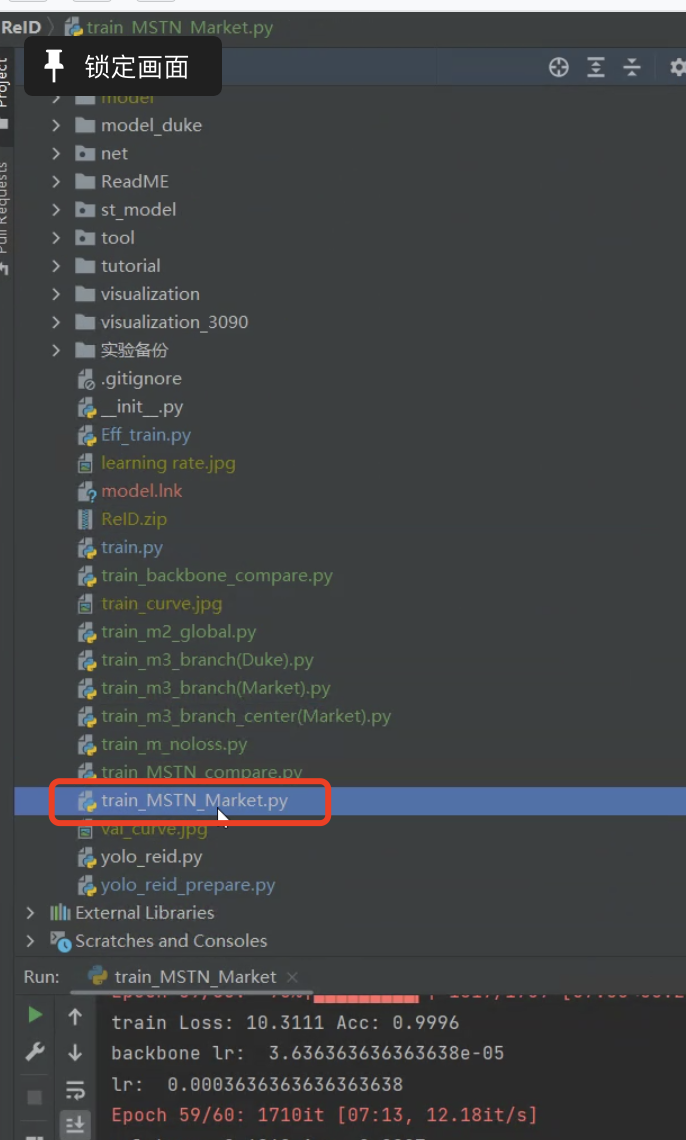 ReID train_MSTN_Market.py
锁定画面
Project
Pull Requests
model
model_duke
net
ReadME
st_model
tool
tutorial
visualization
visualization_3090
实验备份
.gitignore
__init__.py
Eff_train.py
learning rate.jpg
model.lnk
ReID.zip
train.py
train_backbone_compare.py
train_curve.jpg
train_m2_global.py
train_m3_branch(Duke).py
train_m3_branch(Market).py
train_m3_branch_center(Market).py
train_m_noloss.py
train_MSTN_compare.py
train_MSTN_Market.py
val_curve.jpg
yolo_reid.py
yolo_reid_prepare.py
External Libraries
Scratches and Consoles
Run: train_MSTN_Market
train Loss: 10.3111 Acc: 0.9996
backbone lr:  3.636363636363638e-05
lr:  0.0003636363636363638
Epoch 59/60: 1710it [07:13, 12.18it/s]